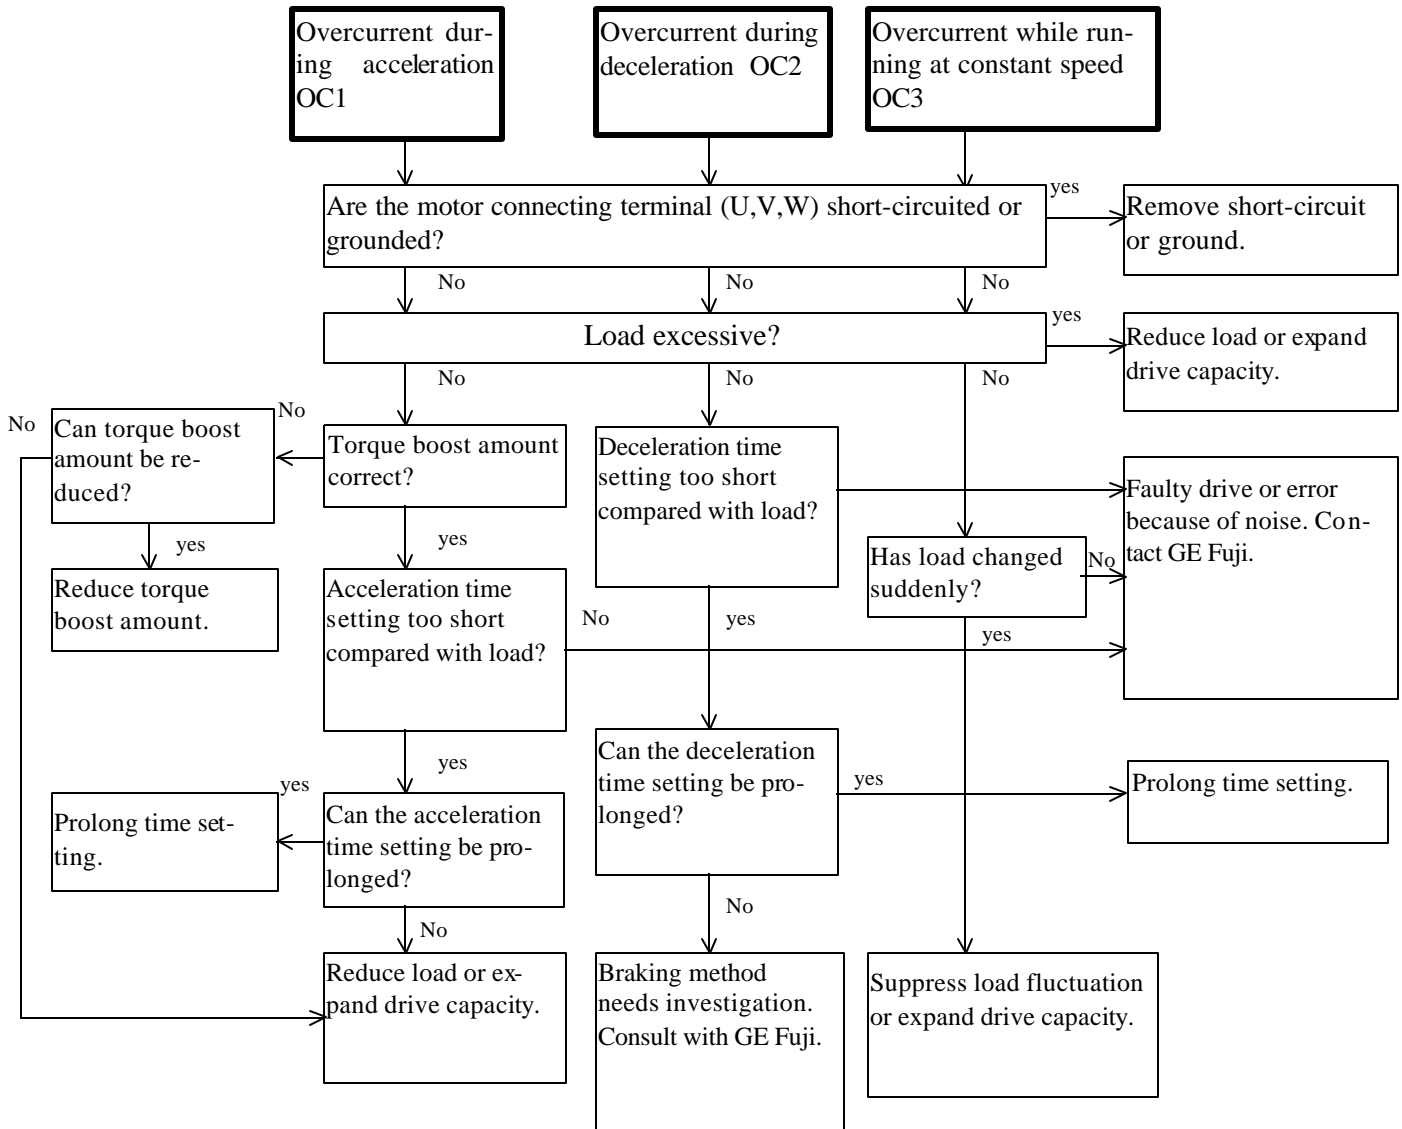 Overcurrent dur-
ing acceleration
OC1
Overcurrent during
deceleration OC2
Overcurrent while run-
ning at constant speed
OC3
Are the motor connecting terminal (U,V,W) short-circuited or
grounded?
yes
Remove short-circuit
or ground.
No
No
No
Load excessive?
yes
Reduce load or expand
drive capacity.
No
No
No
No
Can torque boost
amount be re-
duced?
No
Torque boost amount
correct?
Deceleration time
setting too short
compared with load?
Faulty drive or error
because of noise. Con-
tact GE Fuji.
yes
yes
Has load changed
suddenly?
No
Reduce torque
boost amount.
Acceleration time
setting too short
compared with load?
No
yes
yes
Can the deceleration
time setting be pro-
longed?
yes
Prolong time setting.
yes
yes
Prolong time set-
ting.
Can the acceleration
time setting be pro-
longed?
No
No
Reduce load or ex-
pand drive capacity.
Braking method
needs investigation.
Consult with GE Fuji.
Suppress load fluctuation
or expand drive capacity.